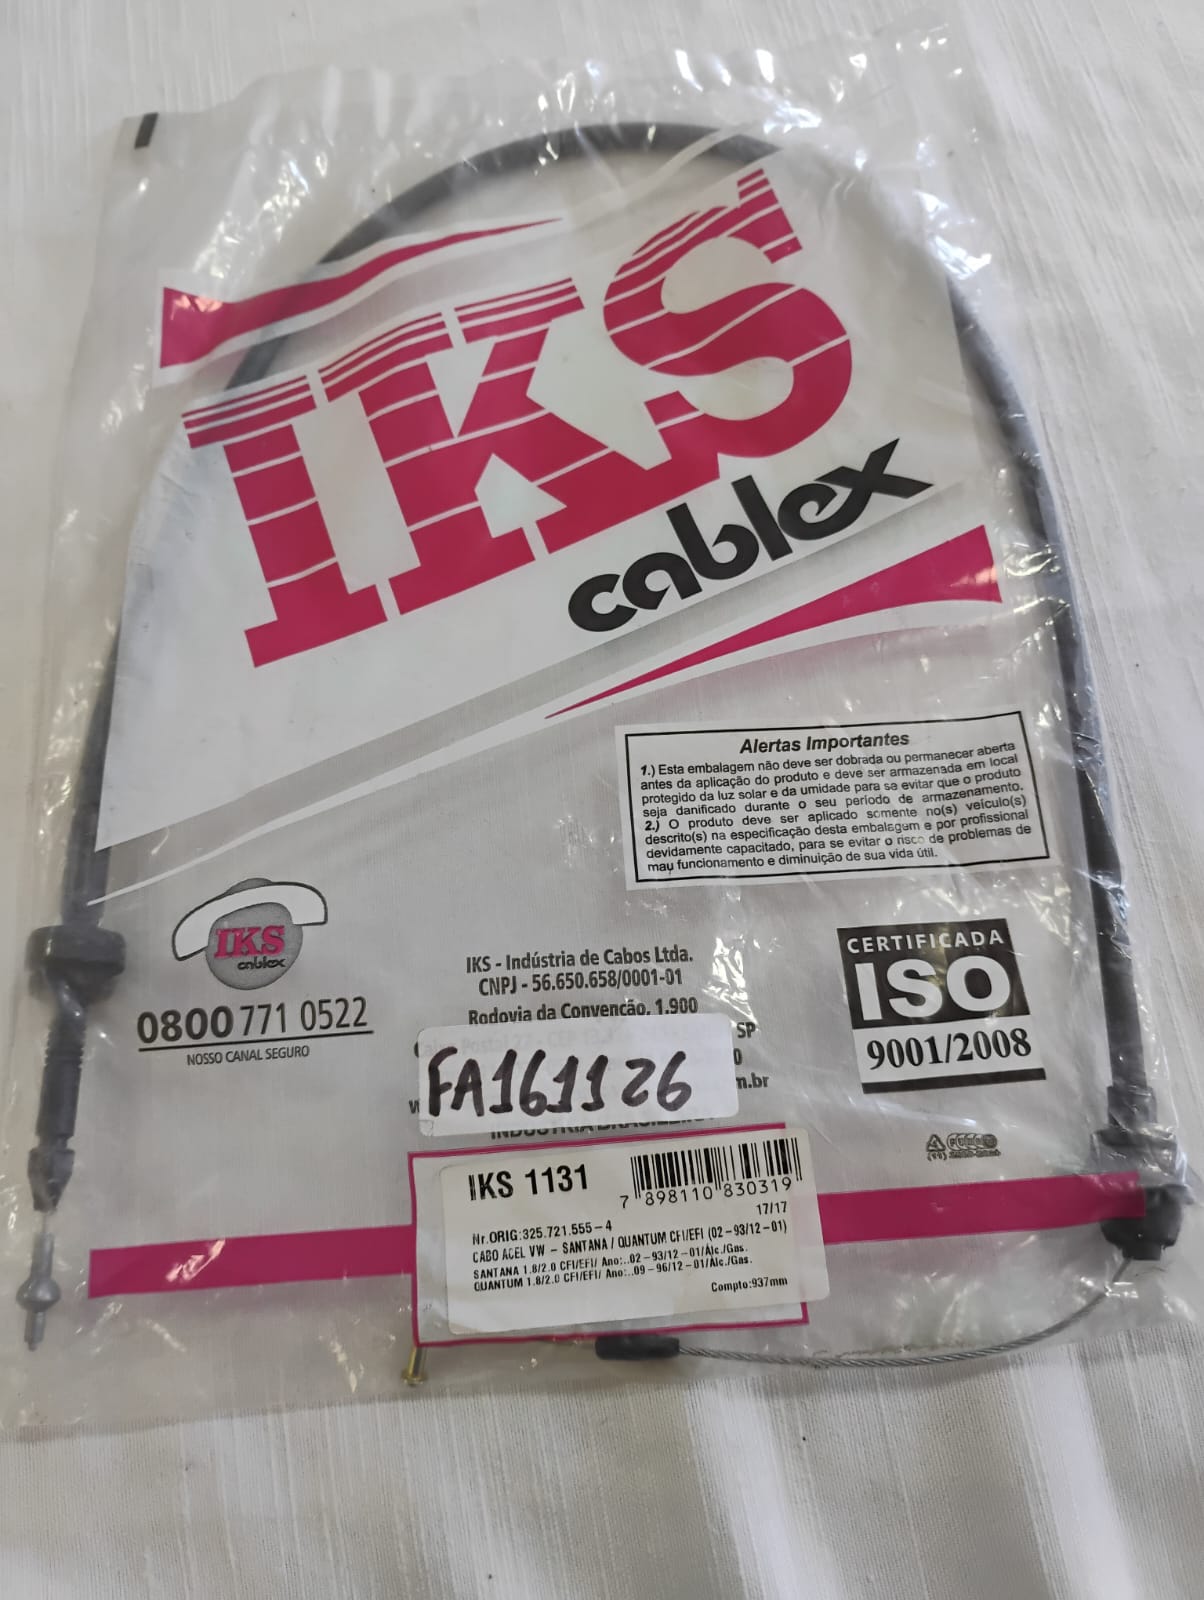 IKS
cablex
Alertas Importantes
1.) Esta embalagem não deve ser dobrada ou permanecer aberta
antes da aplicação do produto e deve ser armazenada em local
protegido da luz solar e da umidade para se evitar que o produto
seja danificado durante o seu período de armazenamento.
2.) O produto deve ser aplicado somente no(s) veículo(s)
descrito(s) na especificação desta embalagem e por profissional
devidamente capacitado, para se evitar o risco de problemas de
mau funcionamento e diminuição de sua vida útil.
IKS
cablex
0800 771 0522
NOSSO CANAL SEGURO
IKS - Indústria de Cabos Ltda.
CNPJ - 56.650.658/0001-01
Rodovia da Convenção, 1.900
SP
0
m.br
CERTIFICADA
ISO
9001/2008
FA161126
IKS 1131
7 898110 830319
17/17
Nr.ORIG:325.721.555-4
CABO ACEL VW - SANTANA / QUANTUM CFI/EFI (02-93/12-01)
SANTANA 1.8/2.0 CFI/EFI/ Ano:..02-93/12-01/Álc./Gas.
QUANTUM 1.8/2.0 CFI/EFI/ Ano:..09-96/12-01/Álc./Gas.
Compto:937mm